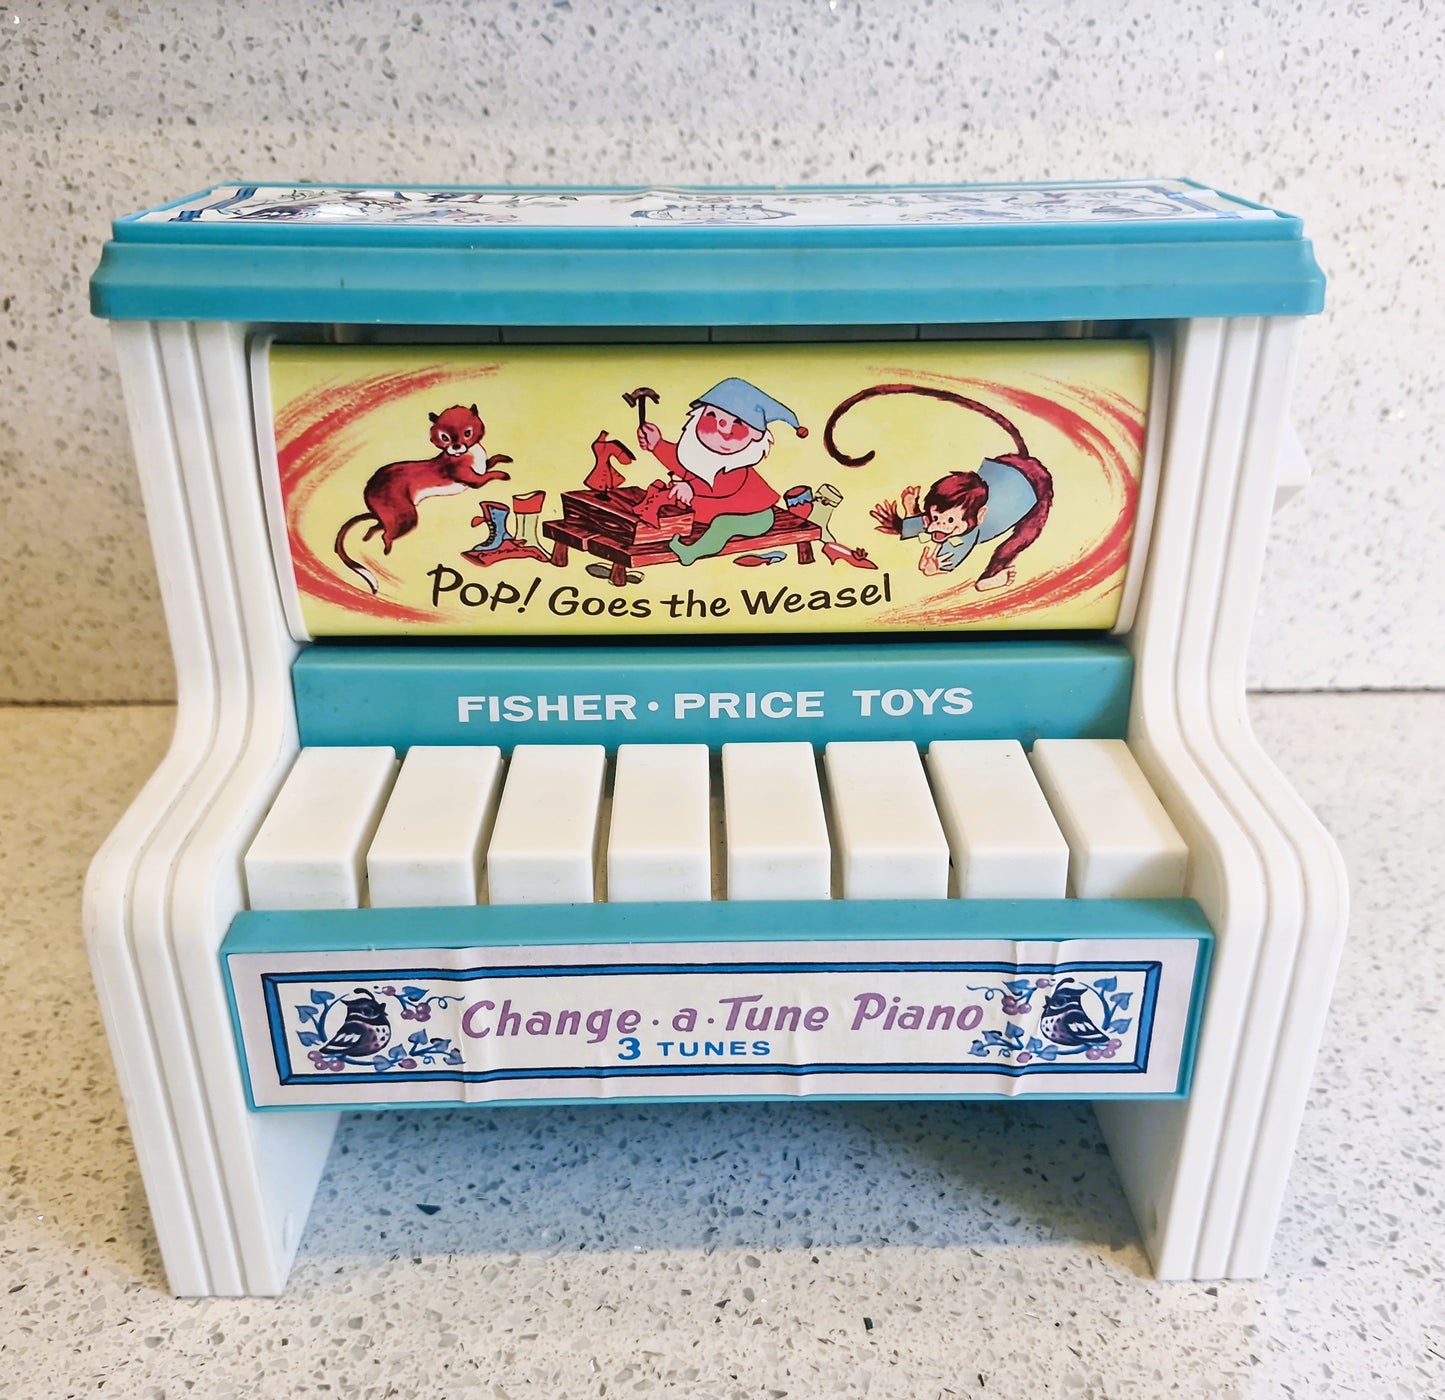 Pop! Goes the Weasel
FISHER·PRICE TOYS
Change·a·Tune Piano
3 TUNES